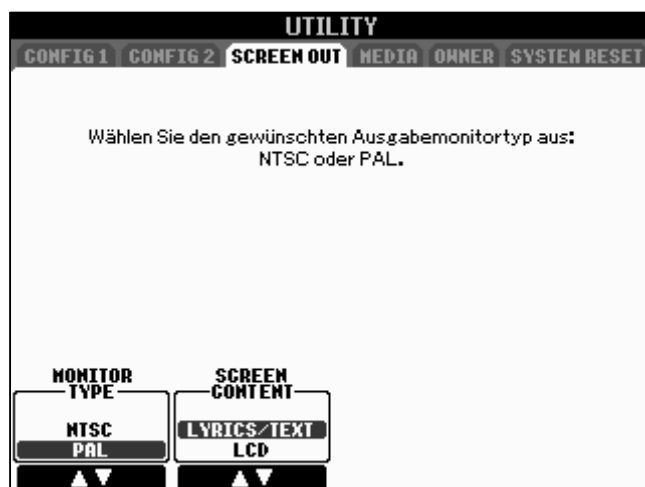 UTILITY
CONFIG 1 CONFIG 2 SCREEN OUT MEDIA OWNER SYSTEM RESET
Wählen Sie den gewünschten Ausgabemonitortyp aus:
NTSC oder PAL.
MONITOR TYPE
NTSC
PAL
SCREEN CONTENT
LYRICS/TEXT
LCD